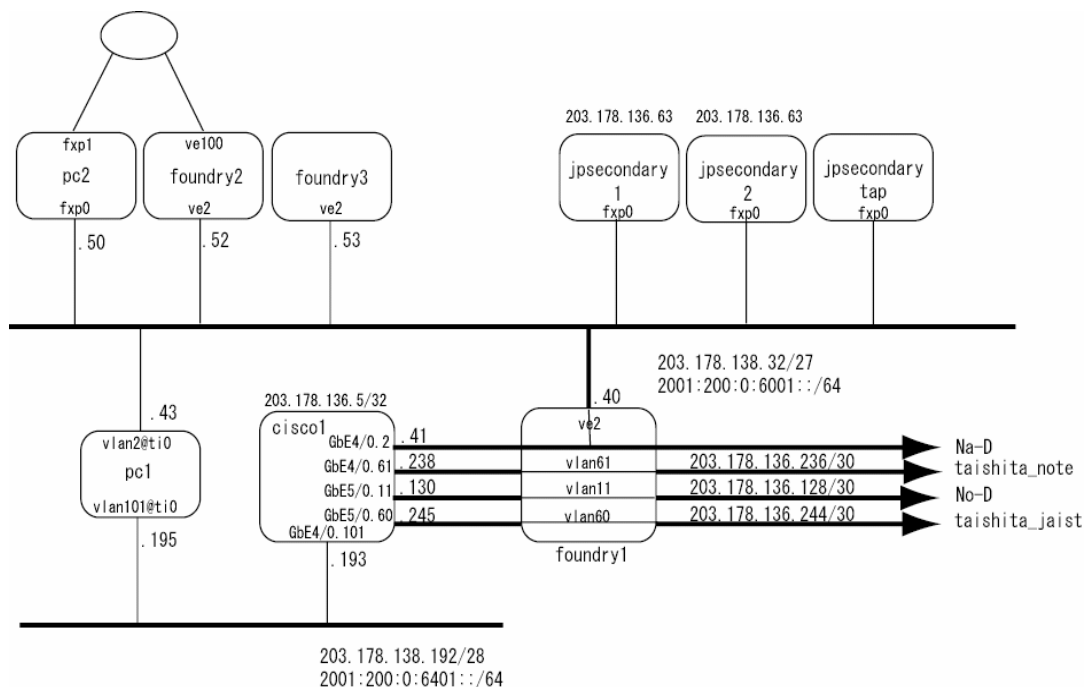 203.178.136.63
203.178.136.63
fxp1
pc2
fxp0
ve100
foundry2
ve2
foundry3
ve2
jpsecondary
1
fxp0
jpsecondary
2
fxp0
jpsecondary
tap
fxp0
.50
.52
.53
203.178.138.32/27
2001:200:0:6001::/64
.43
203.178.136.5/32
.40
vlan2@ti0
pc1
vlan101@ti0
cisco1
GbE4/0.2
GbE4/0.61
GbE5/0.11
GbE5/0.60
GbE4/0.101
.41
.238
.130
.245
ve2
vlan61
vlan11
vlan60
foundry1
203.178.136.236/30
203.178.136.128/30
203.178.136.244/30
Na-D
taishita_note
No-D
taishita_jaist
.195
.193
203.178.138.192/28
2001:200:0:6401::/64